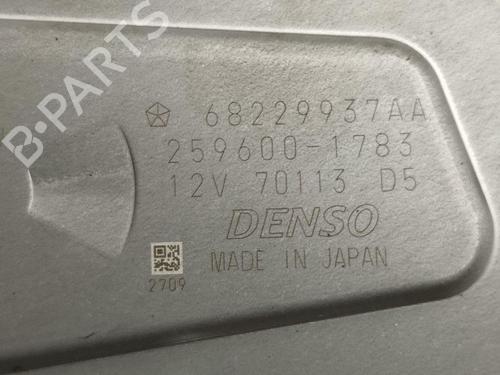 B-PARTS
68229937AA
259600-1783
12V 70113 D5
DENSO
MADE IN JAPAN
2709